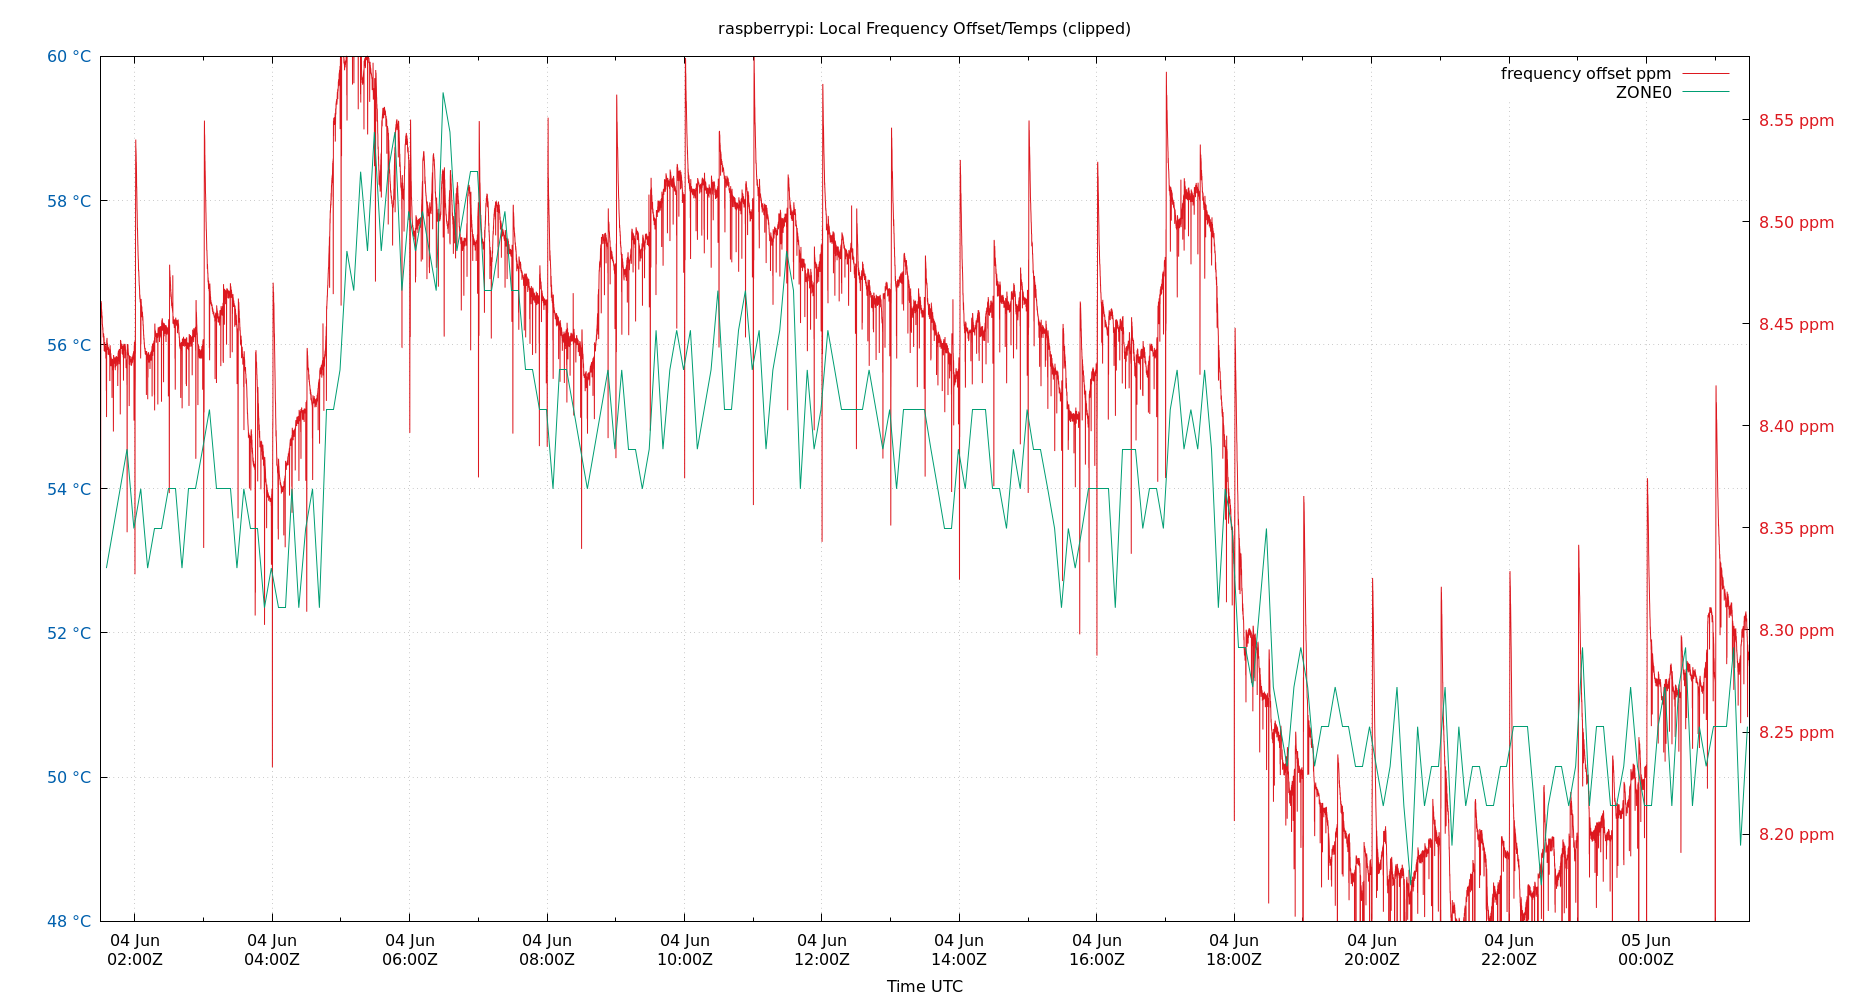 raspberrypi: Local Frequency Offset/Temps (clipped)
frequency offset ppm
ZONE0
60 °C
58 °C
56 °C
54 °C
52 °C
50 °C
48 °C
8.55 ppm
8.50 ppm
8.45 ppm
8.40 ppm
8.35 ppm
8.30 ppm
8.25 ppm
8.20 ppm
04 Jun 04 Jun 04 Jun 04 Jun 04 Jun 04 Jun 04 Jun 04 Jun 04 Jun 04 Jun 04 Jun 05 Jun
02:00Z 04:00Z 06:00Z 08:00Z 10:00Z 12:00Z 14:00Z 16:00Z 18:00Z 20:00Z 22:00Z 00:00Z
Time UTC